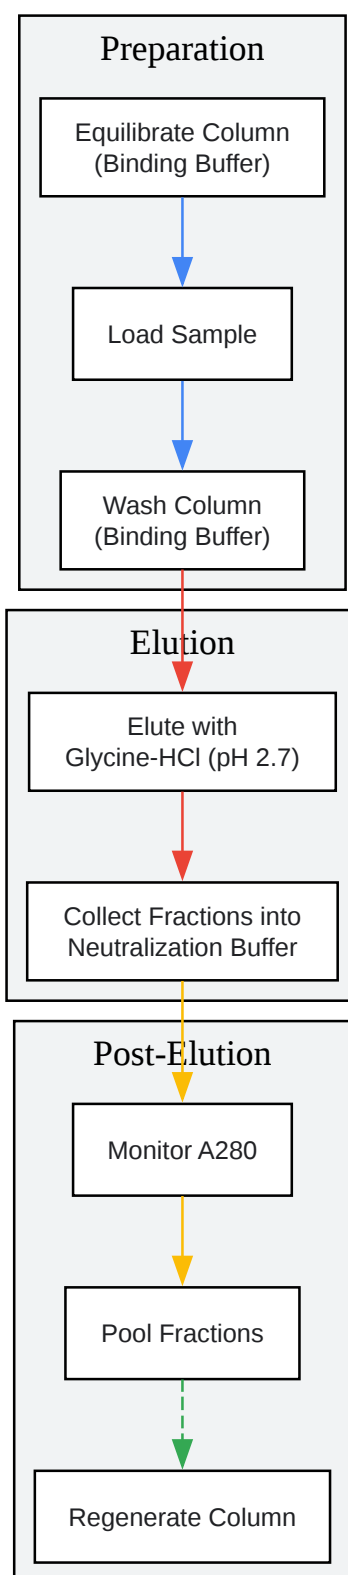 Preparation
Equilibrate Column
(Binding Buffer)
Load Sample
Wash Column
(Binding Buffer)
Elution
Elute with
Glycine-HCl (pH 2.7)
Collect Fractions into
Neutralization Buffer
Post-Elution
Monitor A280
Pool Fractions
Regenerate Column